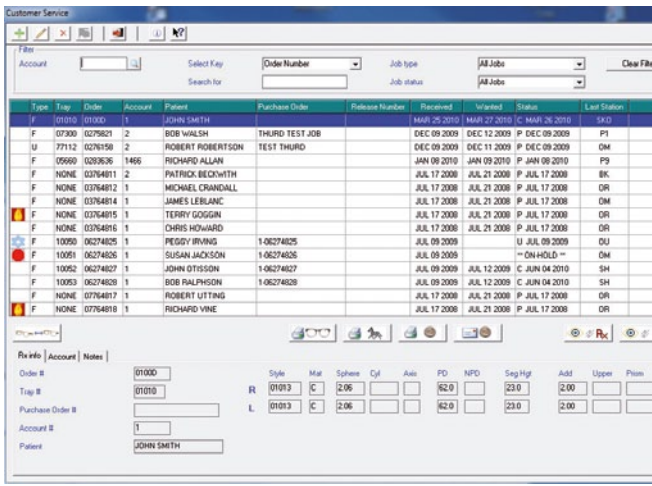 Customer Service
Filter
Account Select Key Order Number Job type All Jobs Clear Filte
Search for Job status All Jobs
Type Tray Order Account Patient Purchase Order Release Number Received Wanted Status Last Station
F 01010 0100D 1 JOHN SMITH MAR 25 2010 MAR 27 2010 C MAR 26 2010 SKD
F 07300 0275821 2 BOB WALSH THURD TEST JOB DEC 09 2009 DEC 12 2009 P DEC 09 2009 P1
U 77112 0276158 2 ROBERT ROBERTSON TEST THURD DEC 09 2009 DEC 12 2009 P DEC 09 2009 OM
F 05660 0283636 1466 RICHARD ALLAN JAN 08 2010 JAN 09 2010 P JAN 08 2010 P9
F NONE 03764811 2 PATRICK BECKWITH JUL 17 2008 JUL 21 2008 P JUL 17 2008 BK
F NONE 03764812 1 MICHAEL CRANDALL JUL 17 2008 JUL 21 2008 P JUL 17 2008 OR
F NONE 03764814 1 JAMES LEBLANC JUL 17 2008 JUL 21 2008 P JUL 17 2008 OM
F NONE 03764815 1 TERRY GOGGIN JUL 17 2008 JUL 21 2008 P JUL 17 2008 OR
F NONE 03764816 1 CHRIS HOWARD JUL 17 2008 JUL 21 2008 P JUL 17 2008 OR
F 10050 06274825 1 PEGGY IRVING 1-06274825 JUL 09 2009 U JUL 09 2009 OU
F 10051 06274826 1 SUSAN JACKSON 1-06274826 JUL 09 2009 ** ON-HOLD ** OM
F 10052 06274827 1 JOHN OTISSON 1-06274827 JUL 09 2009 JUL 12 2009 C JUN 04 2010 SH
F 10053 06274828 1 BOB RALPHSON 1-06274828 JUL 09 2009 JUL 12 2009 C JUN 04 2010 SH
F NONE 07764817 1 ROBERT UTTING JUL 17 2008 JUL 21 2008 P JUL 17 2008 OR
F NONE 07764818 1 RICHARD VINE JUL 17 2008 JUL 21 2008 P JUL 17 2008 OR
Rx
Rx info Account Notes
Order # 0100D Style Mat Sphere Cyl Axis PD NPD Seg Hgt Add Upper Prism
Tray # 01010 R 01013 C 2.06 62.0 23.0 2.00
Purchase Order # L 01013 C 2.06 62.0 23.0 2.00
Account # 1
Patient JOHN SMITH